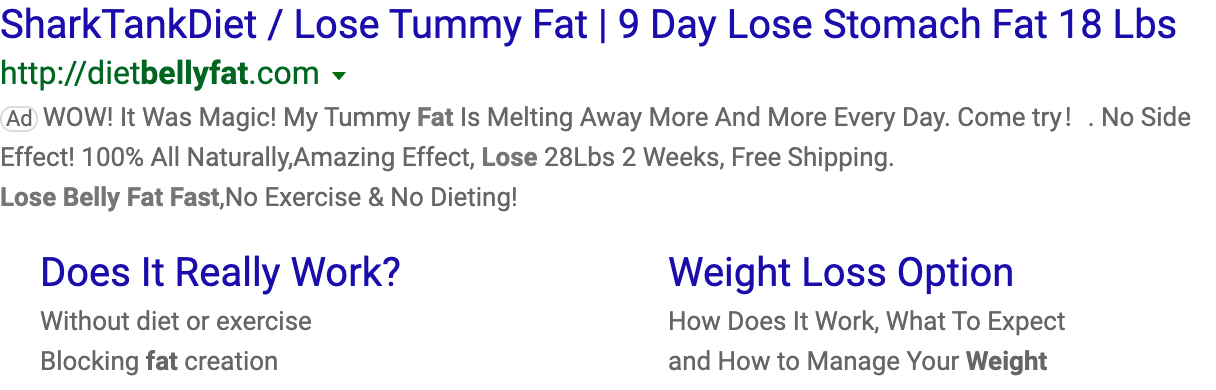 SharkTankDiet / Lose Tummy Fat | 9 Day Lose Stomach Fat 18 Lbs
http://dietbellyfat.com
Ad WOW! It Was Magic! My Tummy Fat Is Melting Away More And More Every Day. Come try！. No Side
Effect! 100% All Naturally,Amazing Effect, Lose 28Lbs 2 Weeks, Free Shipping.
Lose Belly Fat Fast,No Exercise & No Dieting!
Does It Really Work?
Without diet or exercise
Blocking fat creation
Weight Loss Option
How Does It Work, What To Expect
and How to Manage Your Weight